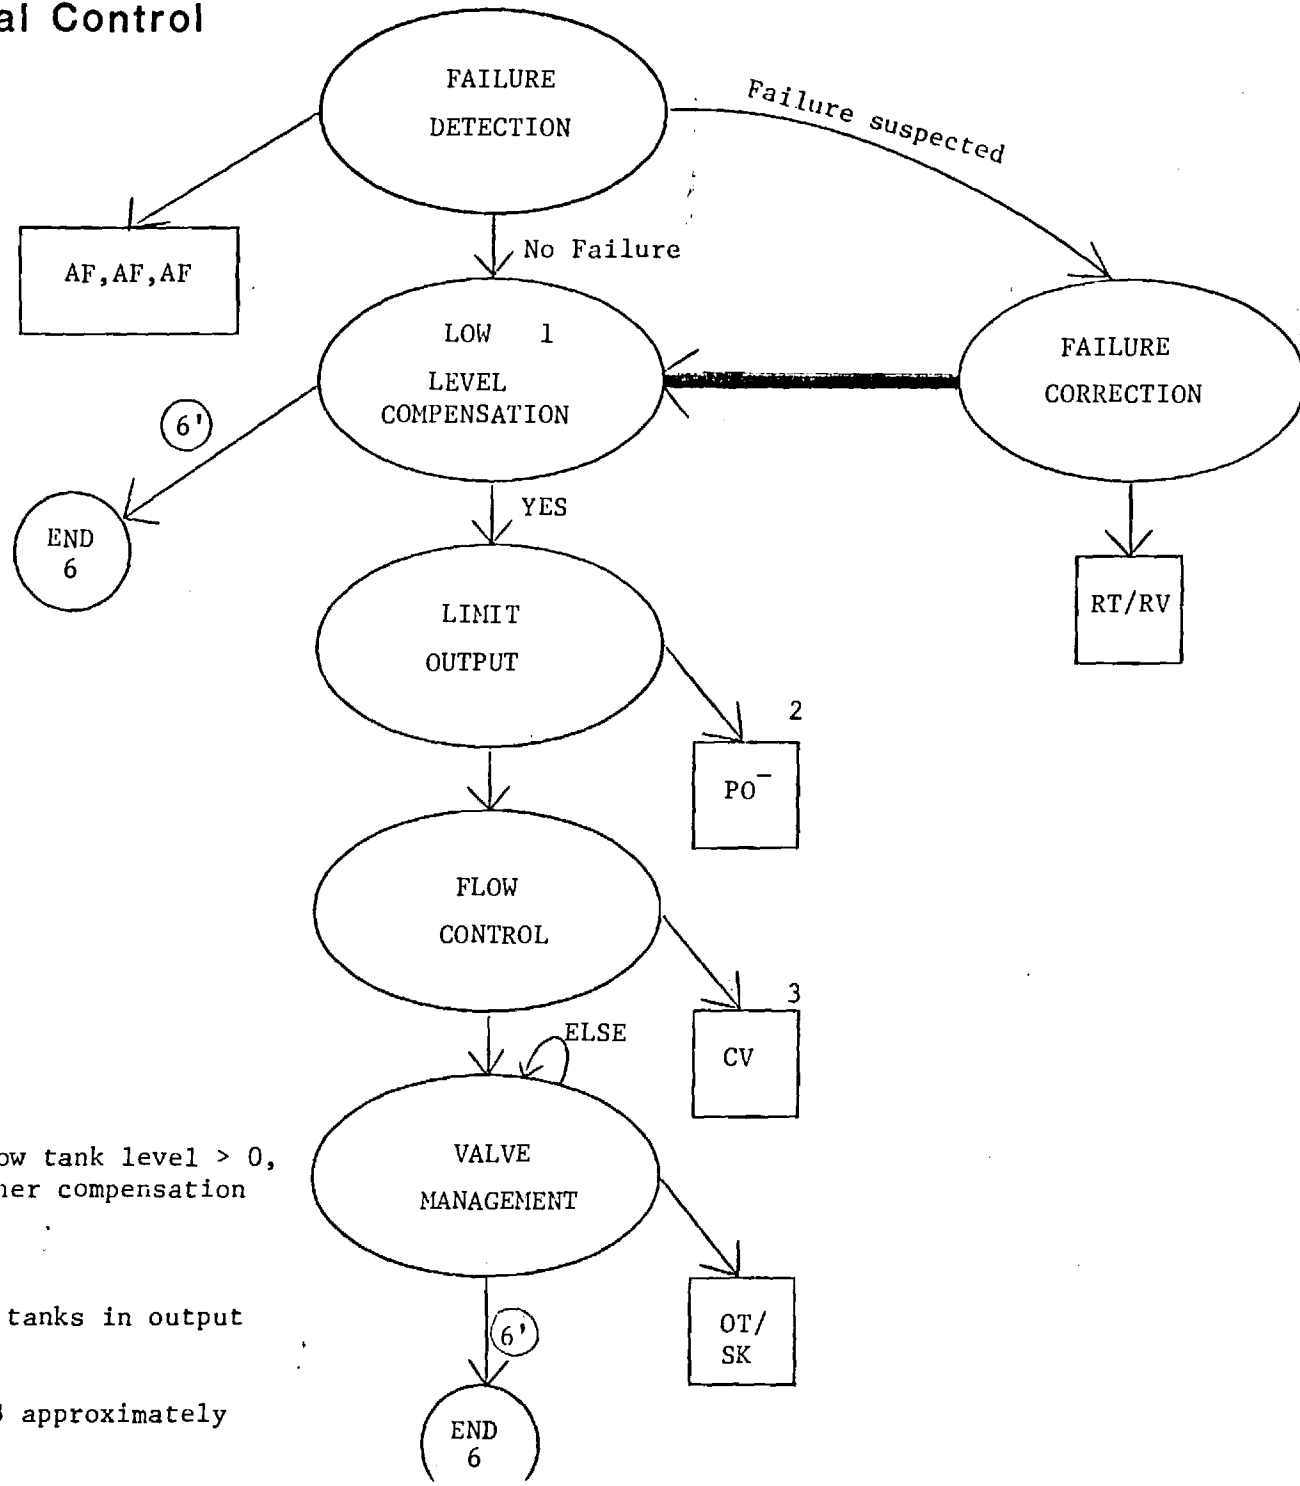 al Control
FAILURE
DETECTION
Failure suspected
No Failure
AF,AF,AF
LOW 1
LEVEL
COMPENSATION
FAILURE
CORRECTION
6'
YES
END
6
RT/RV
LIMIT
OUTPUT
2
PO⁻
FLOW
CONTROL
3
CV
ELSE
VALVE
MANAGEMENT
ow tank level > 0,
her compensation
tanks in output
OT/
SK
6'
approximately
END
6